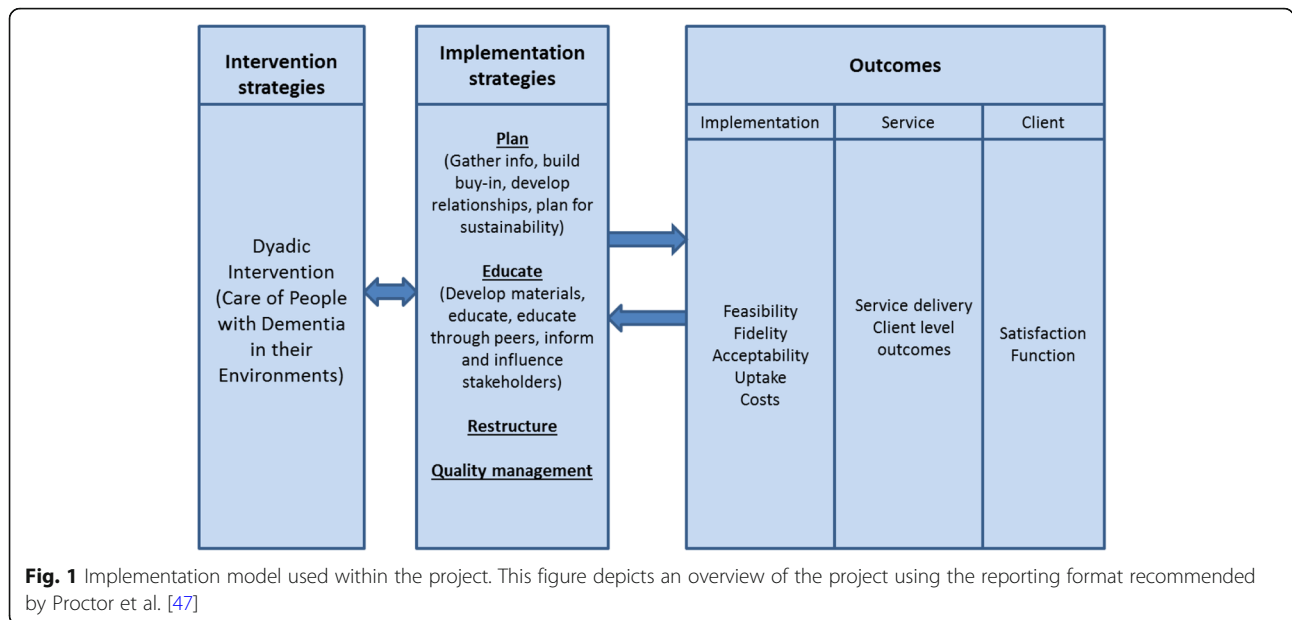 Intervention
strategies
Dyadic
Intervention
(Care of People
with Dementia
in their
Environments)
Implementation
strategies
Plan
(Gather info, build
buy-in, develop
relationships, plan for
sustainability)
Educate
(Develop materials,
educate, educate
through peers, inform
and influence
stakeholders)
Restructure
Quality management
Outcomes
Implementation
Service
Client
Feasibility
Fidelity
Acceptability
Uptake
Costs
Service delivery
Client level
outcomes
Satisfaction
Function
Fig. 1 Implementation model used within the project. This figure depicts an overview of the project using the reporting format recommended
by Proctor et al. [47]